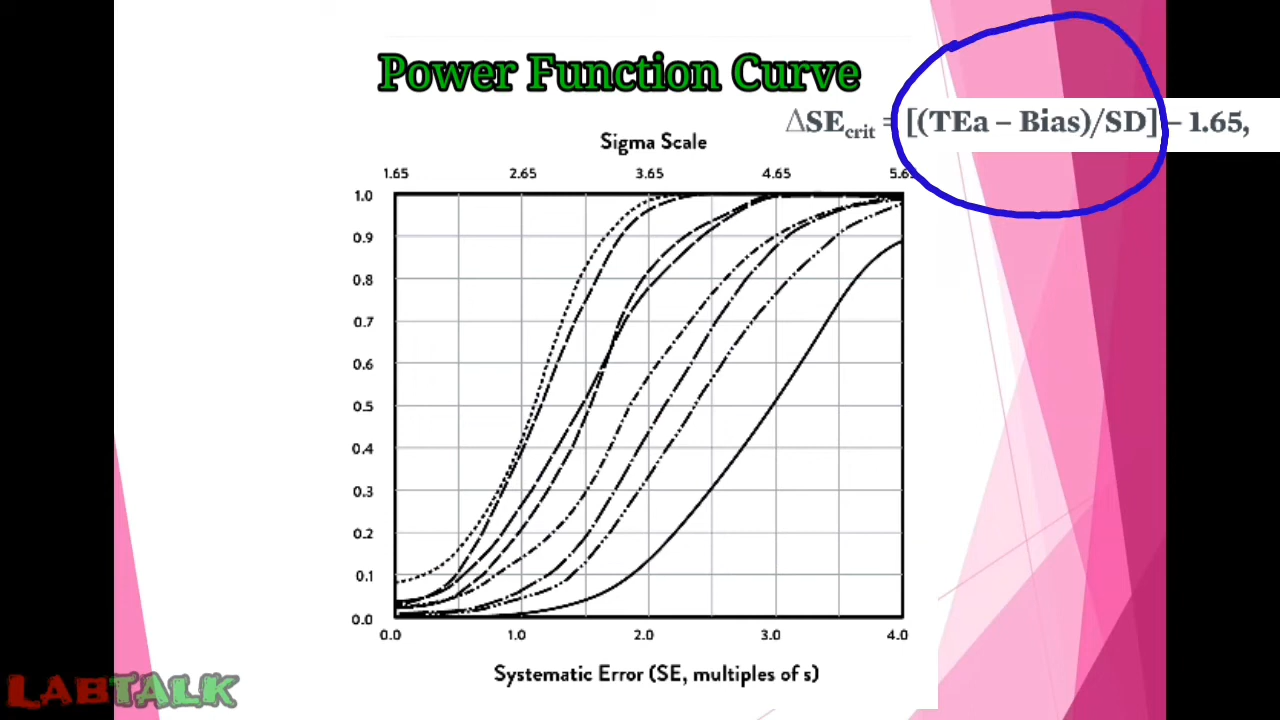 Power Function Curve
ΔSEcrit = [(TEa – Bias)/SD] – 1.65,
Sigma Scale
1.65 2.65 3.65 4.65 5.65
1.0
0.9
0.8
0.7
0.6
0.5
0.4
0.3
0.2
0.1
0.0
0.0 1.0 2.0 3.0 4.0
Systematic Error (SE, multiples of s)
LABTALK